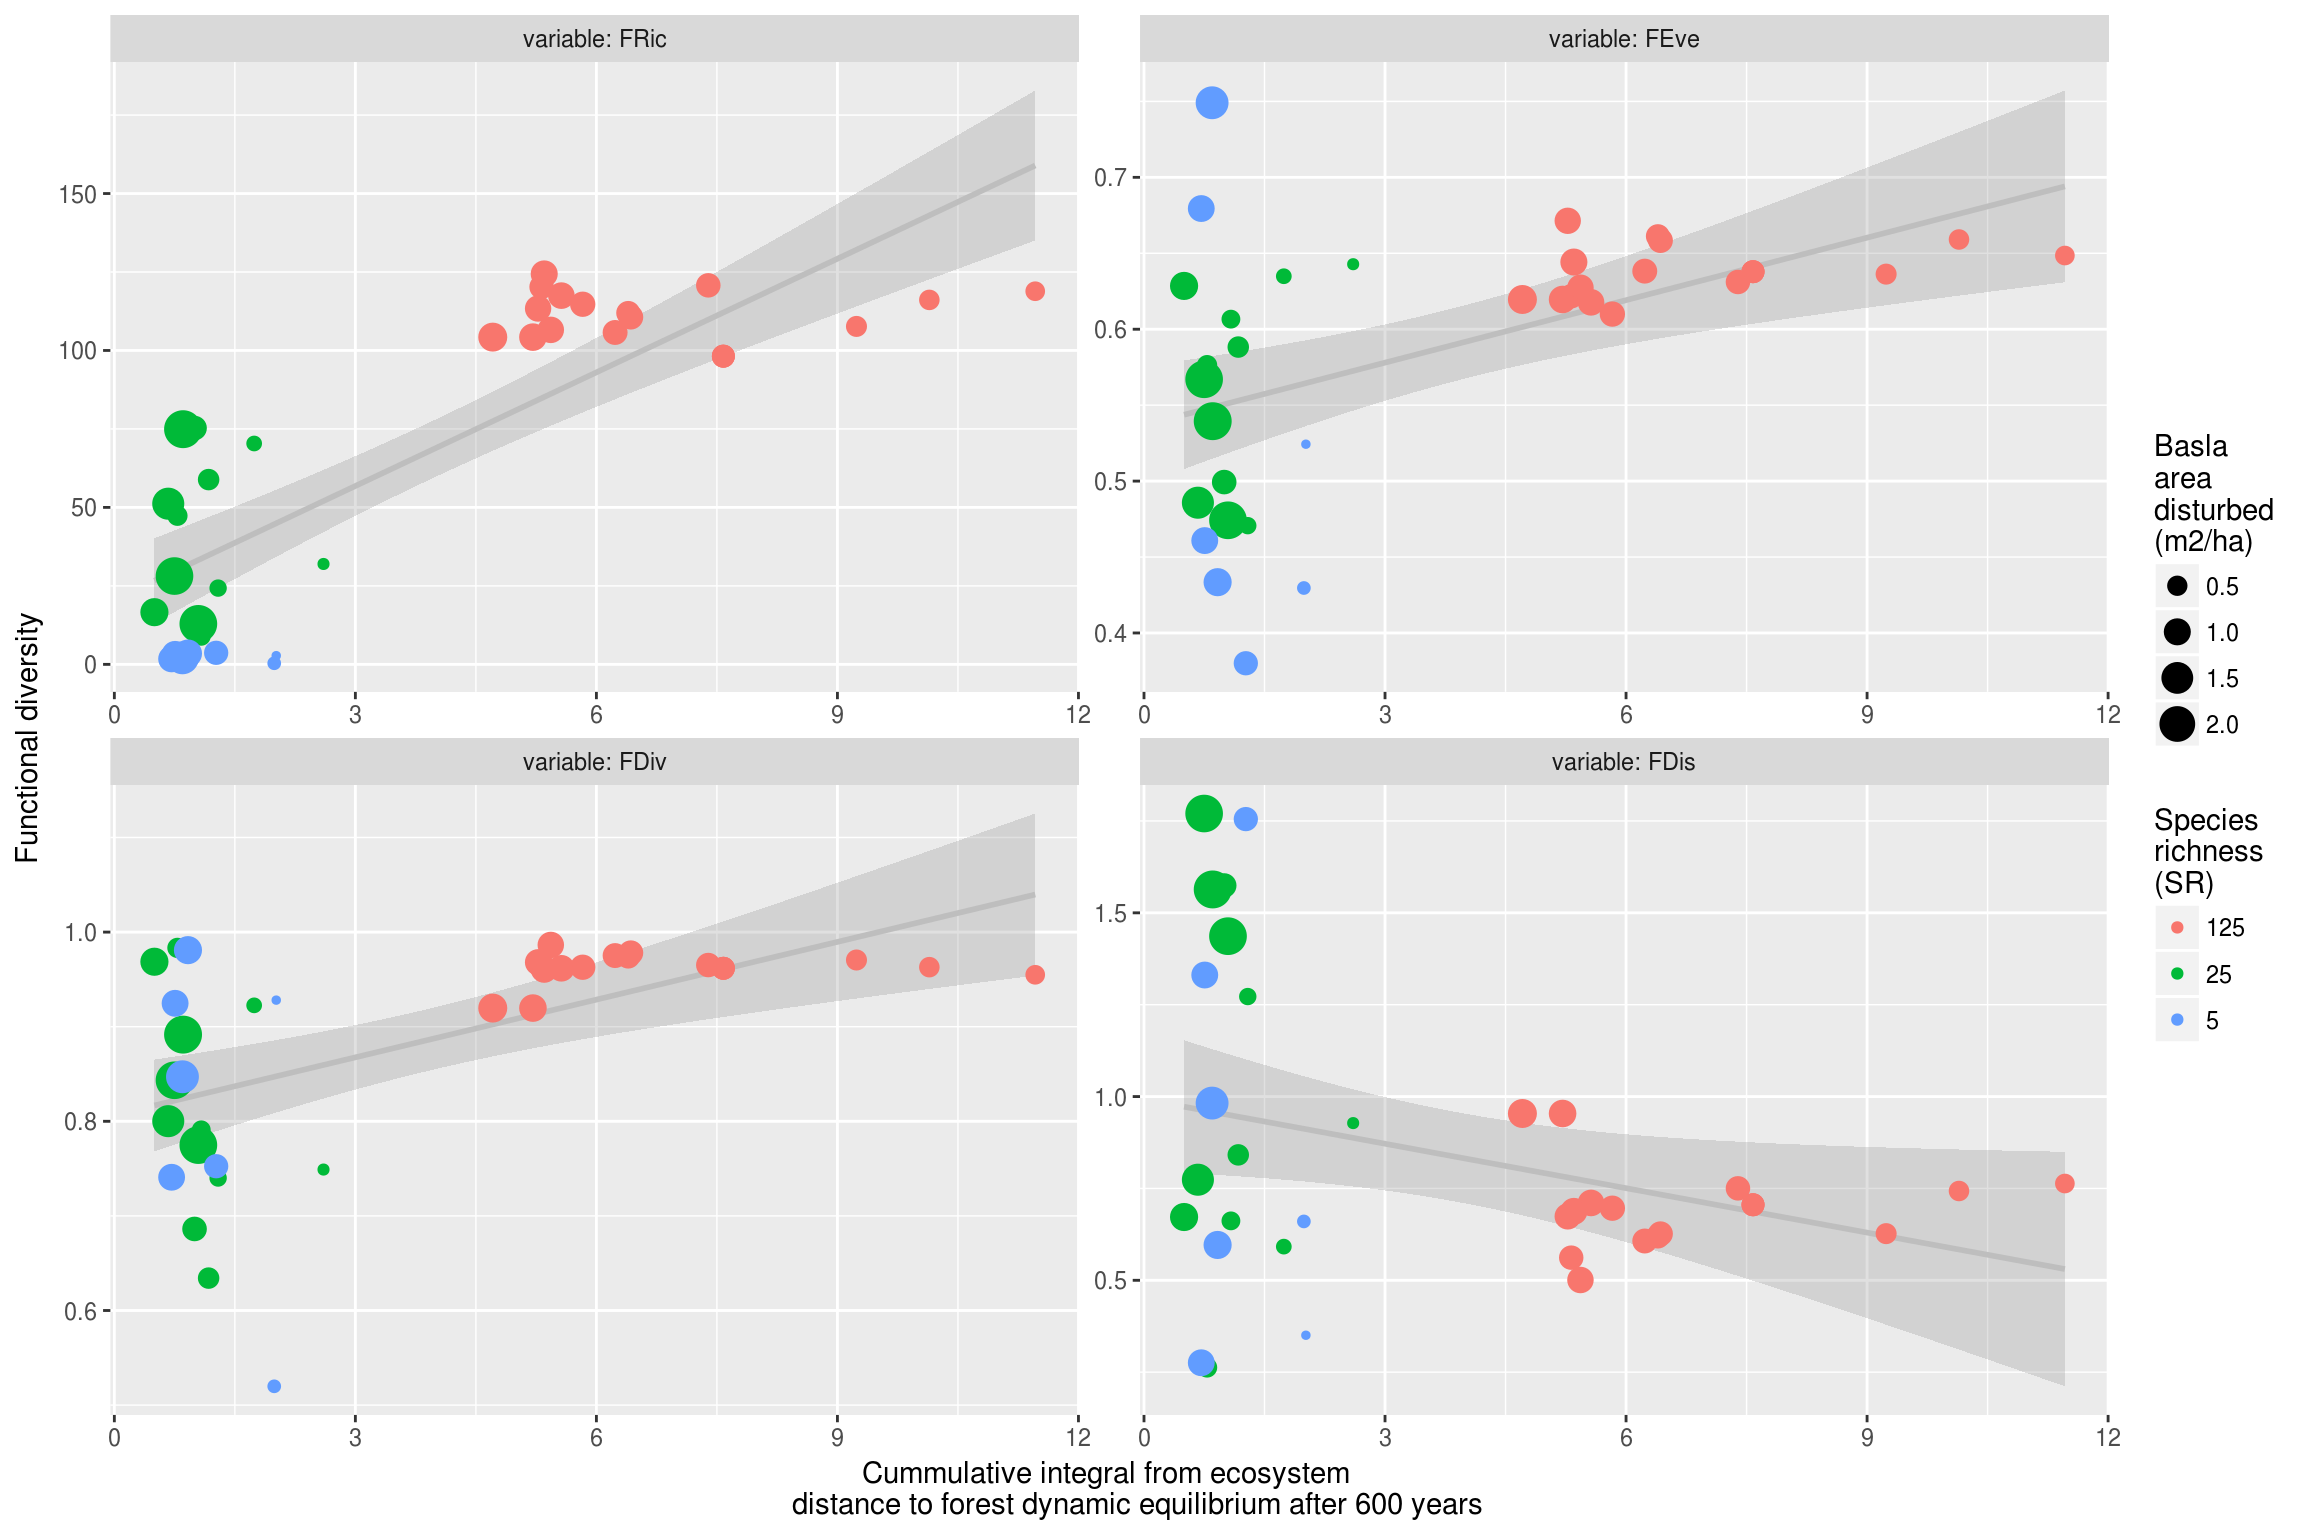 variable: FRic
variable: FEve
150
100
50
0
0.7
0.6
0.5
0.4
0 3 6 9 12
0 3 6 9 12
variable: FDiv
variable: FDis
1.0
0.8
0.6
1.5
1.0
0.5
0 3 6 9 12
0 3 6 9 12
Functional diversity
Cummulative integral from ecosystem
distance to forest dynamic equilibrium after 600 years
Basla
area
disturbed
(m2/ha)
0.5
1.0
1.5
2.0
Species
richness
(SR)
125
25
5